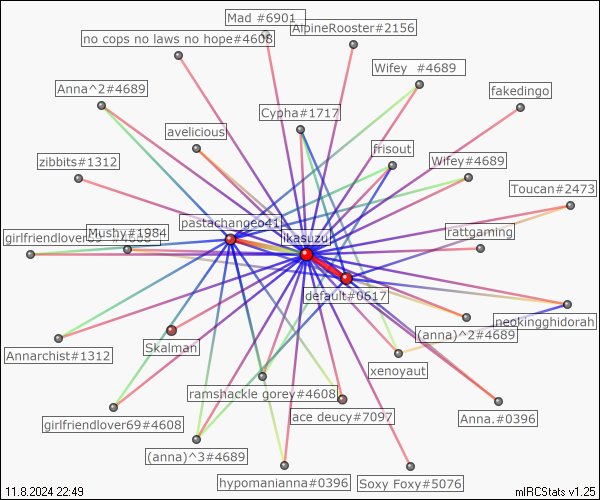 Mad #6901
AlpineRooster#2156
no cops no laws no hope#4608
Wifey #4689
Anna^2#4689
fakedingo
Cypha#1717
avelicious
frisout
zibbits#1312
Wifey#4689
Toucan#2473
pastachangeo41
Mushy#1984
girlfriendlover69
ikasuzu
rattgaming
default#0617
neokingghidorah
(anna)^2#4689
Annarchist#1312
Skalman
xenoyaut
ramshackle gorey#4608
ace deucy#7097
Anna.#0396
girlfriendlover69#4608
(anna)^3#4689
hypomanianna#0396
Soxy Foxy#5076
11.8.2024 22:49
mIRCStats v1.25